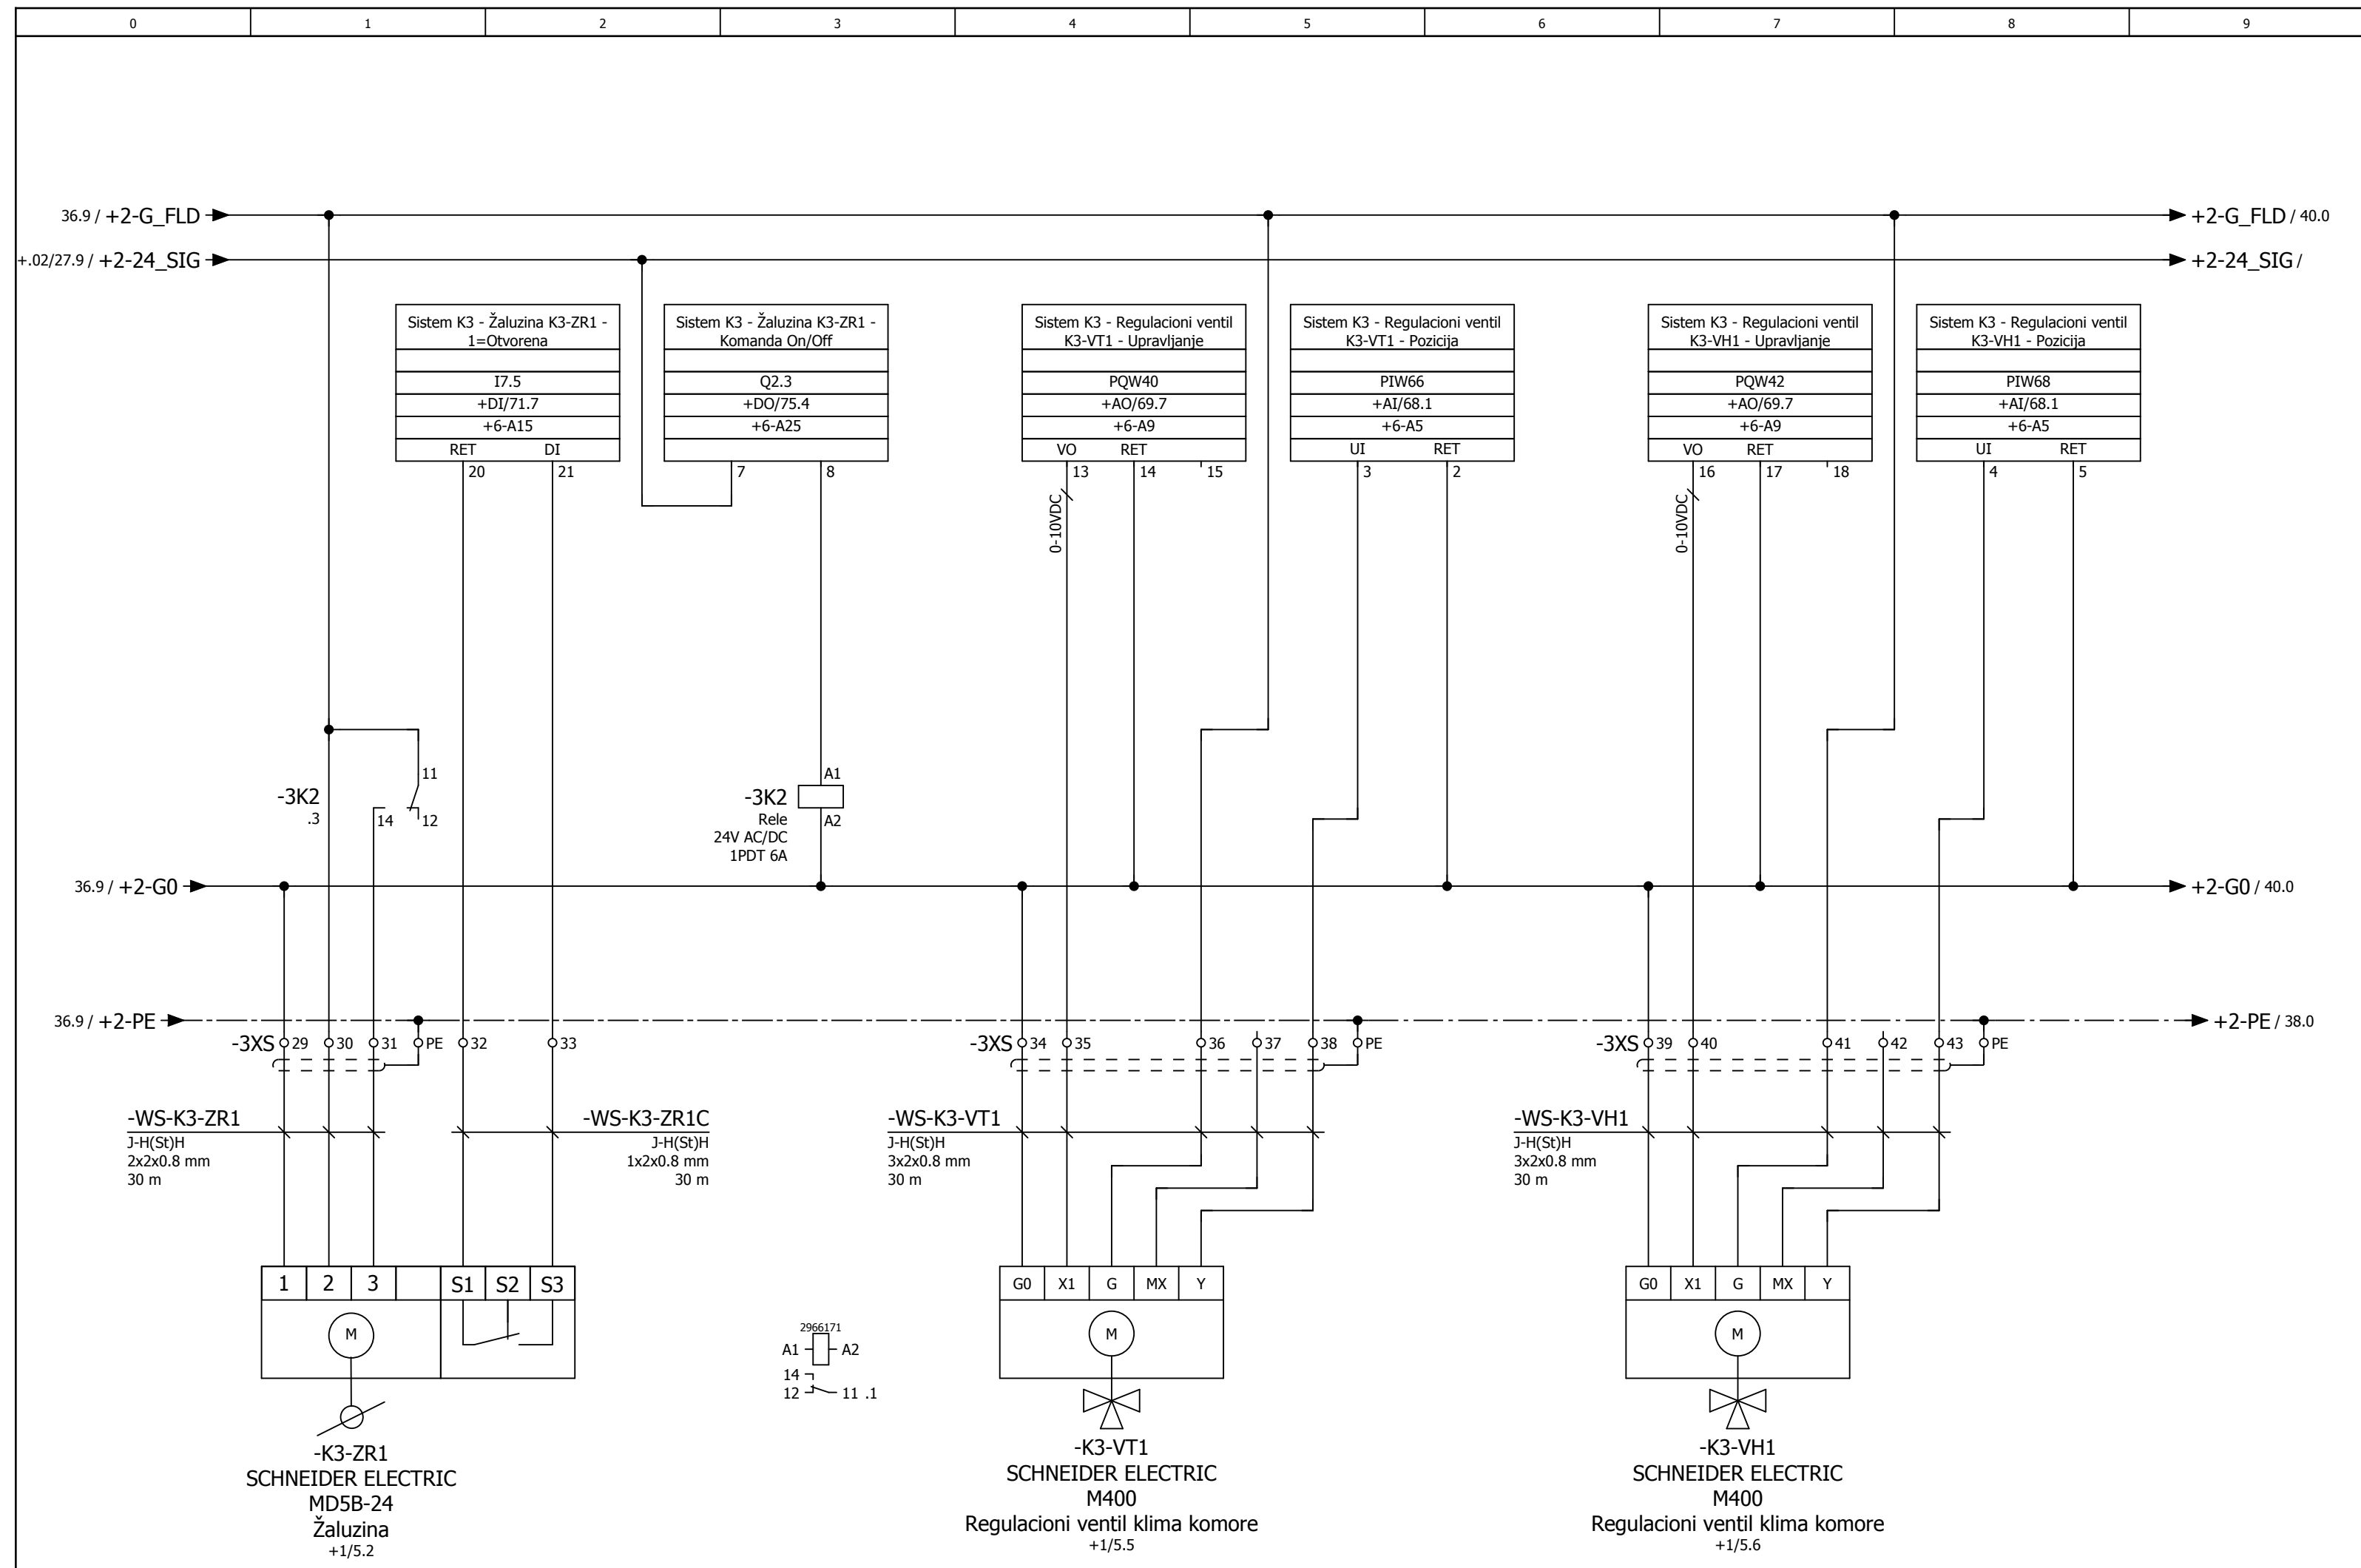 0 1 2 3 4 5 6 7 8 9
36.9 / +2-G_FLD
+2-G_FLD / 40.0
+.02/27.9 / +2-24_SIG
+2-24_SIG /
Sistem K3 - Žaluzina K3-ZR1 -
1=Otvorena
I7.5
+DI/71.7
+6-A15
RET DI
20 21
Sistem K3 - Žaluzina K3-ZR1 -
Komanda On/Off
Q2.3
+DO/75.4
+6-A25
7 8
Sistem K3 - Regulacioni ventil
K3-VT1 - Upravljanje
PQW40
+AO/69.7
+6-A9
VO RET
13 14 15
0-10VDC
Sistem K3 - Regulacioni ventil
K3-VT1 - Pozicija
PIW66
+AI/68.1
+6-A5
UI RET
3 2
Sistem K3 - Regulacioni ventil
K3-VH1 - Upravljanje
PQW42
+AO/69.7
+6-A9
VO RET
16 17 18
0-10VDC
Sistem K3 - Regulacioni ventil
K3-VH1 - Pozicija
PIW68
+AI/68.1
+6-A5
UI RET
4 5
11
-3K2
.3
14 12
A1
-3K2
Rele
A2
24V AC/DC
1PDT 6A
36.9 / +2-G0
+2-G0 / 40.0
36.9 / +2-PE
+2-PE / 38.0
-3XS 29 30 31 PE 32 33
-3XS 34 35 36 37 38 PE
-3XS 39 40 41 42 43 PE
-WS-K3-ZR1
J-H(St)H
2x2x0.8 mm
30 m
-WS-K3-ZR1C
J-H(St)H
1x2x0.8 mm
30 m
-WS-K3-VT1
J-H(St)H
3x2x0.8 mm
30 m
-WS-K3-VH1
J-H(St)H
3x2x0.8 mm
30 m
1 2 3 S1 S2 S3
M
-K3-ZR1
SCHNEIDER ELECTRIC
MD5B-24
Žaluzina
+1/5.2
2966171
A1 A2
14
12 11 .1
G0 X1 G MX Y
M
-K3-VT1
SCHNEIDER ELECTRIC
M400
Regulacioni ventil klima komore
+1/5.5
G0 X1 G MX Y
M
-K3-VH1
SCHNEIDER ELECTRIC
M400
Regulacioni ventil klima komore
+1/5.6